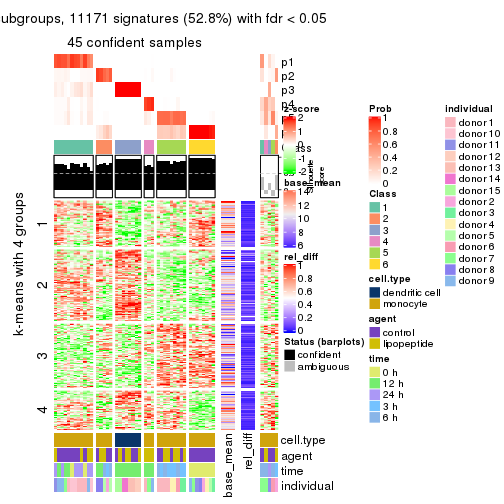 ubgroups, 11171 signatures (52.8%) with fdr < 0.05
45 confident samples
p1
p2
p3
p4
k-means with 4 groups
1
2
3
4
base_mean
rel_diff
cell.type
agent
time
individual
z-score
2
1
0
-1
-2
Silhouette
score
base_mean
14
12
10
8
6
rel_diff
1
0.8
0.6
0.4
0.2
0
Status (barplots)
confident
ambiguous
Prob
1
0.8
0.6
0.4
0.2
0
Class
1
2
3
4
5
6
cell.type
dendritic cell
monocyte
agent
control
lipopeptide
time
0 h
12 h
24 h
3 h
6 h
individual
donor 1
donor 10
donor 11
donor 12
donor 13
donor 14
donor 15
donor 2
donor 3
donor 4
donor 5
donor 6
donor 7
donor 8
donor 9